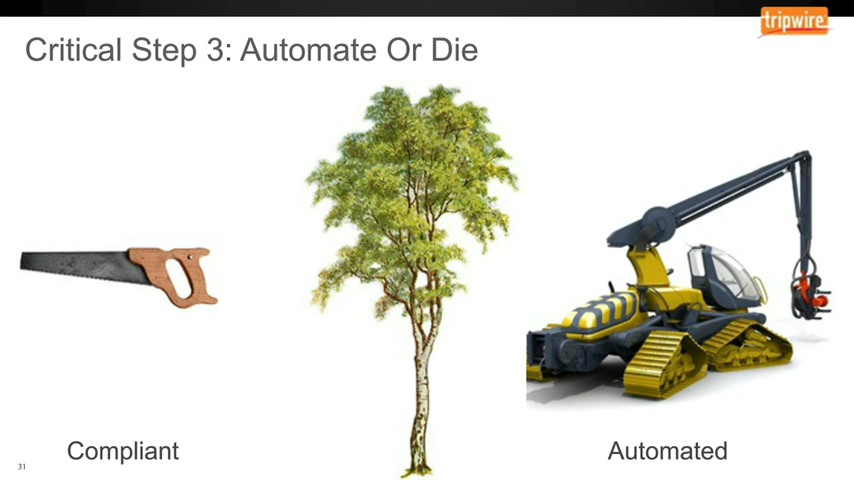 tripwire
Critical Step 3: Automate Or Die
Compliant
Automated
31